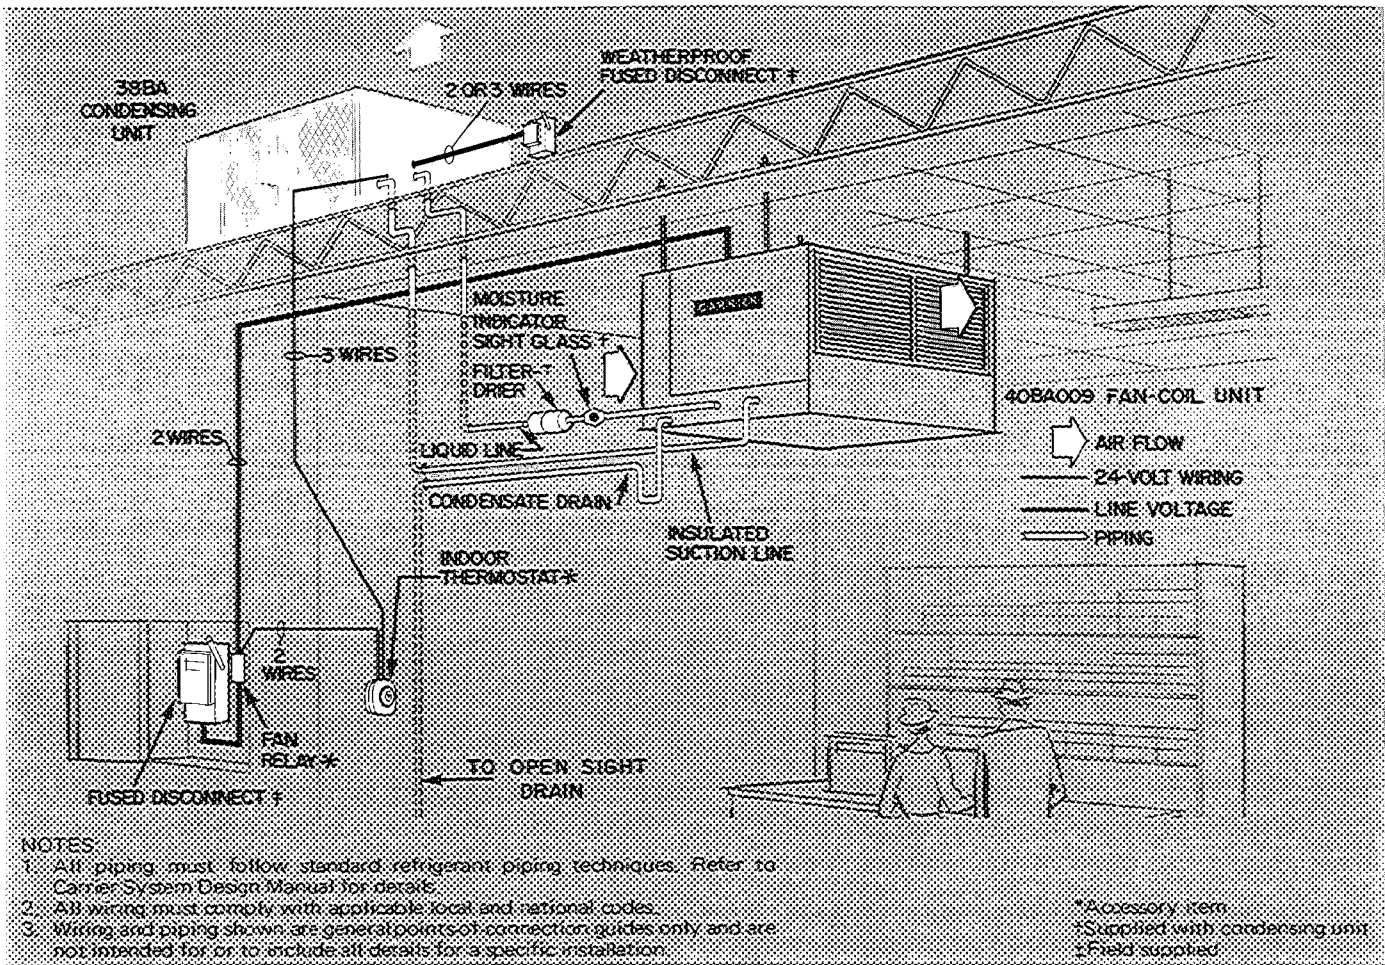 WEATHERPROOF
FUSED DISCONNECT ‡
38BA
CONDENSING
UNIT
2 OR 3 WIRES
MOISTURE
INDICATOR
SIGHT GLASS †
3 WIRES
FILTER-†
DRIER
40BA009 FAN-COIL UNIT
2 WIRES
AIR FLOW
LIQUID LINE
24-VOLT WIRING
CONDENSATE DRAIN
LINE VOLTAGE
INSULATED
SUCTION LINE
PIPING
INDOOR
THERMOSTAT*
2
WIRES
FAN
RELAY*
TO OPEN SIGHT
DRAIN
FUSED DISCONNECT ‡
NOTES:
1. All piping must follow standard refrigerant piping techniques. Refer to
Carrier System Design Manual for details.
2. All wiring must comply with applicable local and national codes.
3. Wiring and piping shown are general points-of-connection guides only and are
not intended for or to include all details for a specific installation.
*Accessory item
†Supplied with condensing unit
‡Field supplied